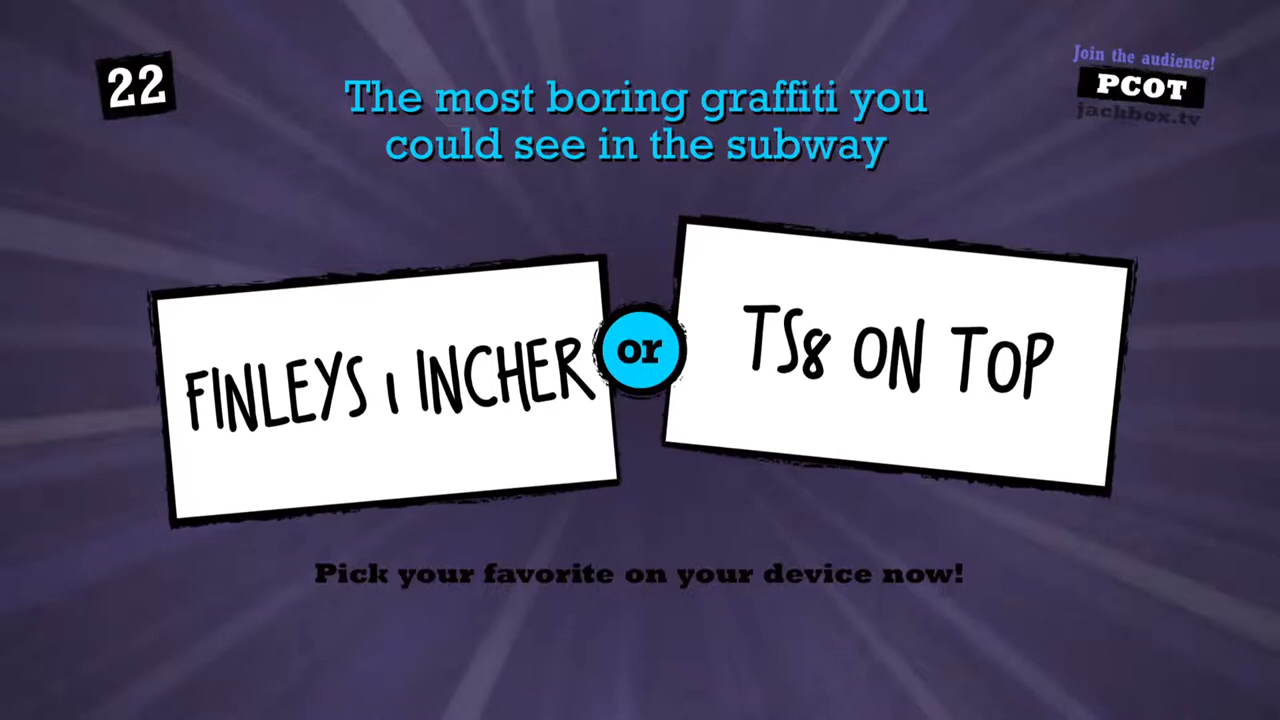 22
The most boring graffiti you
could see in the subway
Join the audience!
PCOT
jackbox.tv
FINLEYS 1 INCHER
or
TS8 ON TOP
Pick your favorite on your device now!